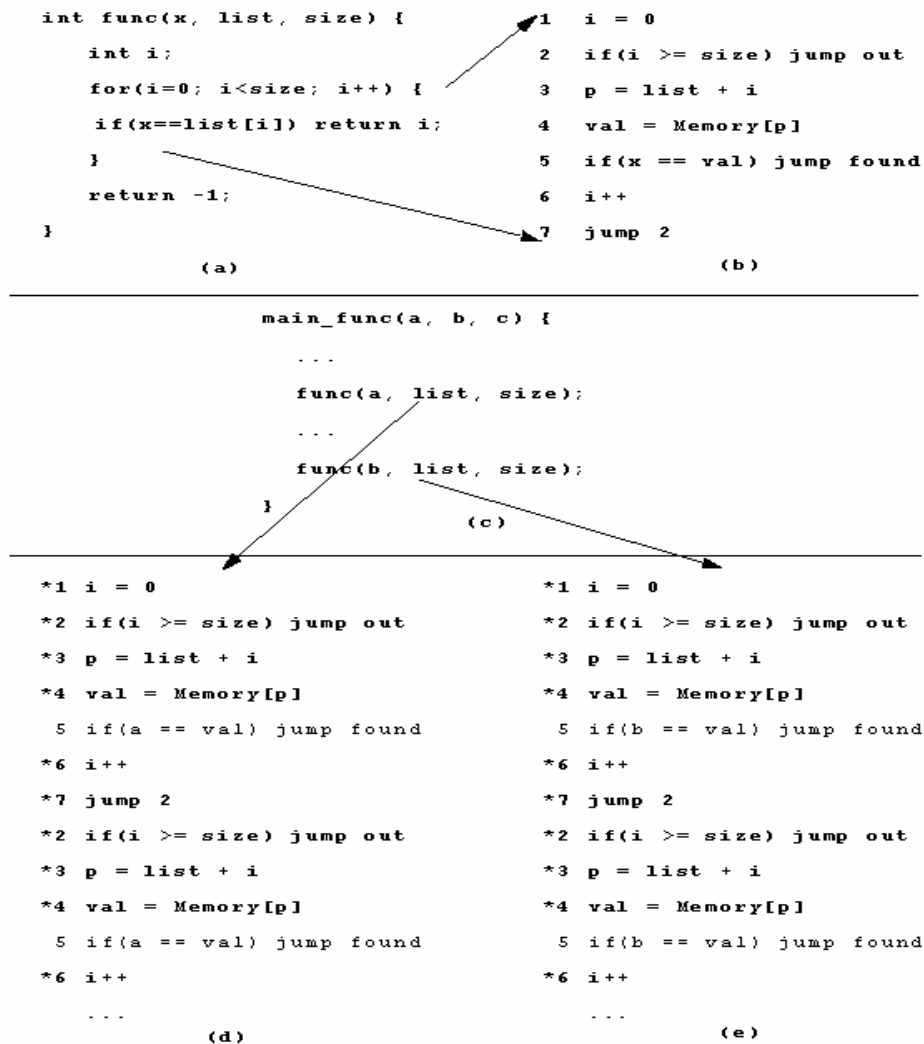 int func(x, list, size) {
int i;
for(i=0; i<size; i++) {
if(x==list[i]) return i;
}
return -1;
}
(a)
1 i = 0
2 if(i >= size) jump out
3 p = list + i
4 val = Memory[p]
5 if(x == val) jump found
6 i++
7 jump 2
(b)
main_func(a, b, c) {
...
func(a, list, size);
...
func(b, list, size);
}
(c)
*1 i = 0
*2 if(i >= size) jump out
*3 p = list + i
*4 val = Memory[p]
5 if(a == val) jump found
*6 i++
*7 jump 2
*2 if(i >= size) jump out
*3 p = list + i
*4 val = Memory[p]
5 if(a == val) jump found
*6 i++
...
(d)
*1 i = 0
*2 if(i >= size) jump out
*3 p = list + i
*4 val = Memory[p]
5 if(b == val) jump found
*6 i++
*7 jump 2
*2 if(i >= size) jump out
*3 p = list + i
*4 val = Memory[p]
5 if(b == val) jump found
*6 i++
...
(e)